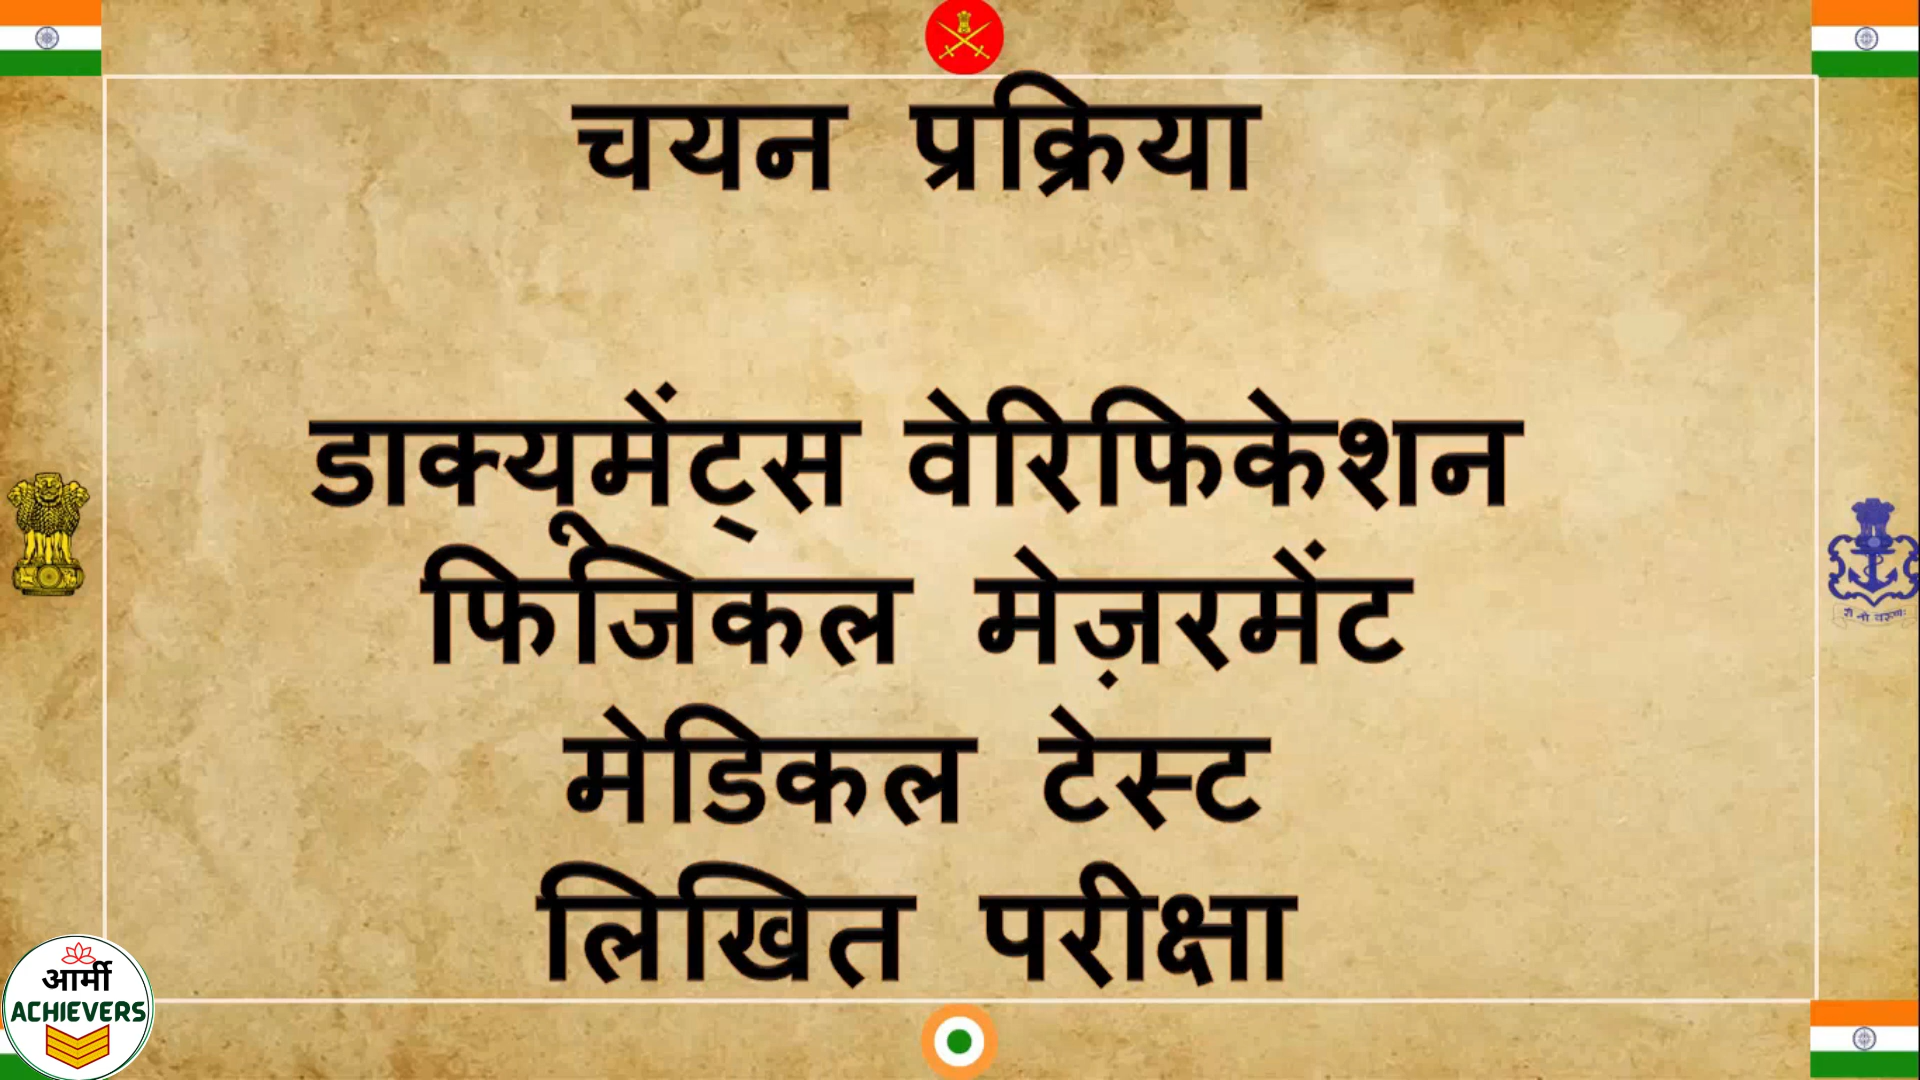 चयन प्रक्रिया
डाक्यूमेंट्स वेरिफिकेशन
फिजिकल मेज़रमेंट
मेडिकल टेस्ट
लिखित परीक्षा
आर्मी
ACHIEVERS